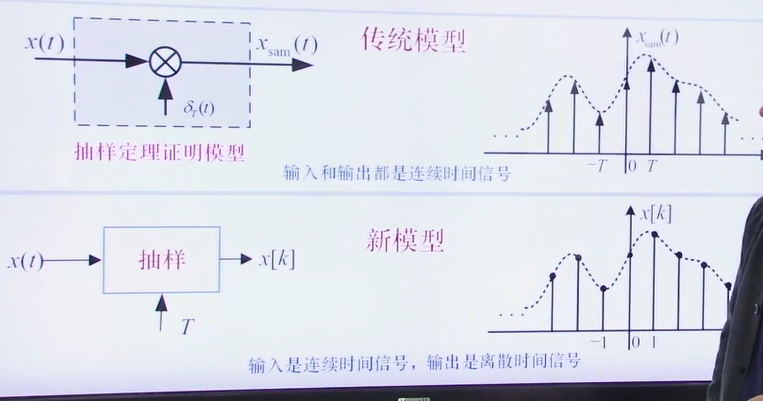 x(t)
x_sam(t)
δ_T(t)
抽样定理证明模型
传统模型
x_sam(t)
-T 0 T
输入和输出都是连续时间信号
x(t)
抽样
x[k]
T
新模型
x[k]
-1 0 1
输入是连续时间信号，输出是离散时间信号